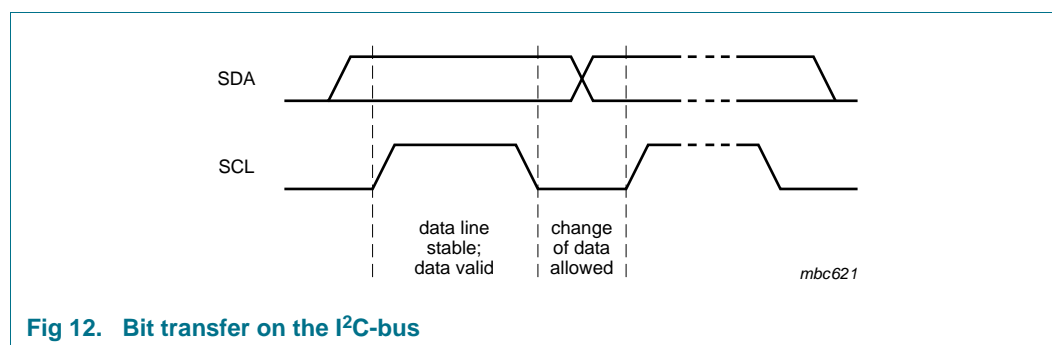 SDA
SCL
data line
stable;
data valid
change
of data
allowed
mbc621
Fig 12. Bit transfer on the I²C-bus